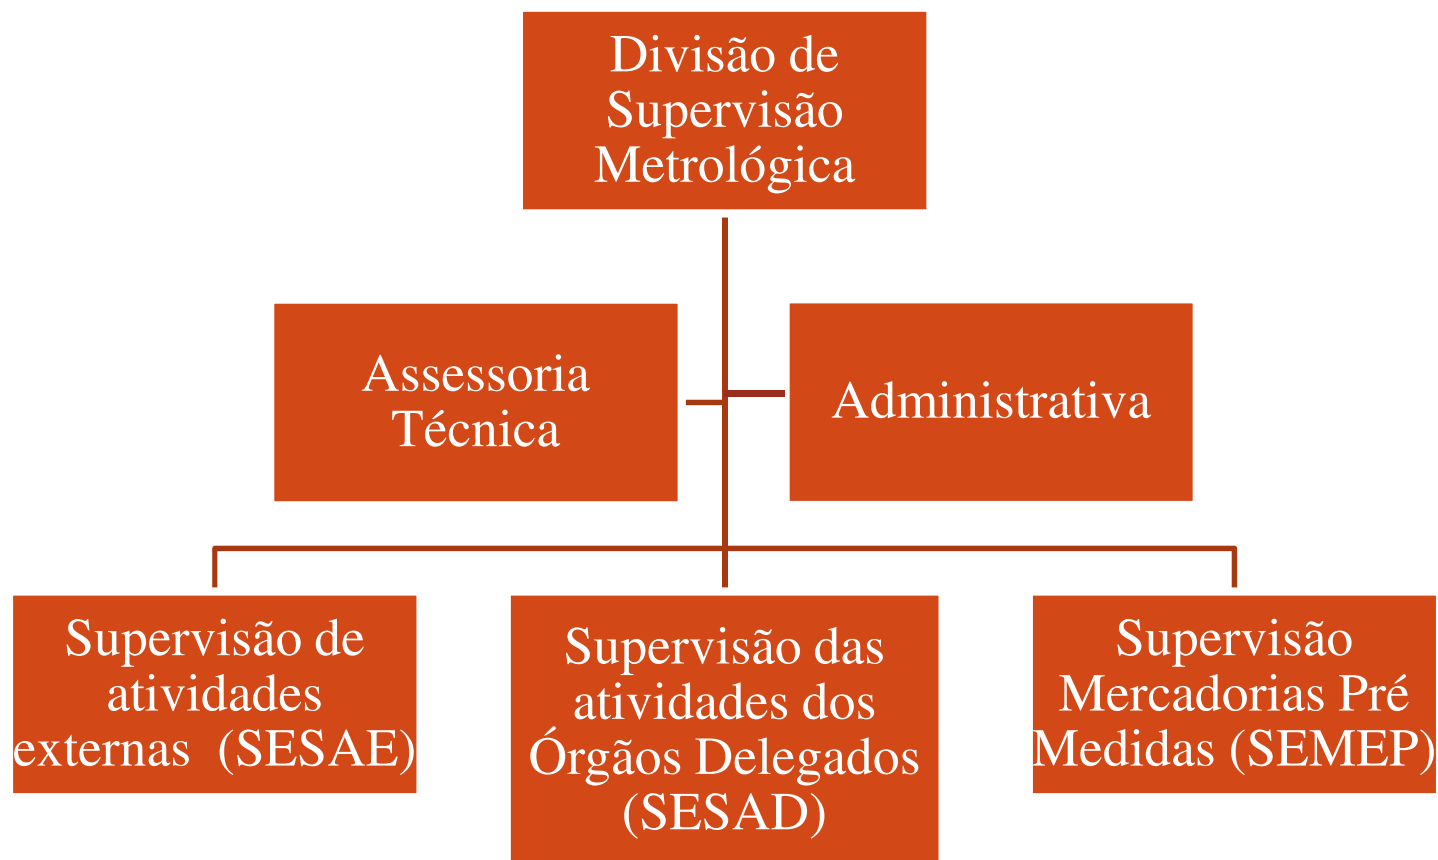 Divisão de
Supervisão
Metrológica
Assessoria
Técnica
Administrativa
Supervisão de
atividades
externas  (SESAE)
Supervisão das
atividades dos
Órgãos Delegados
(SESAD)
Supervisão
Mercadorias Pré
Medidas (SEMEP)